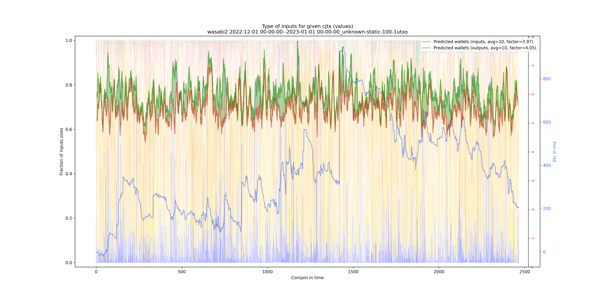 Type of inputs for given cjtx (values)
wasabi2 2022-12-01 00-00-00--2023-01-01 00-00-00_unknown-static-100-1utxo
Predicted wallets (inputs, avg=10, factor=3.97)
Predicted wallets (outputs, avg=10, factor=4.05)
1.0
0.8
0.6
0.4
0.2
0.0
Fraction of inputs sizes
800
600
400
200
0
btc in mix
0
500
1000
1500
2000
2500
Coinjoin in time